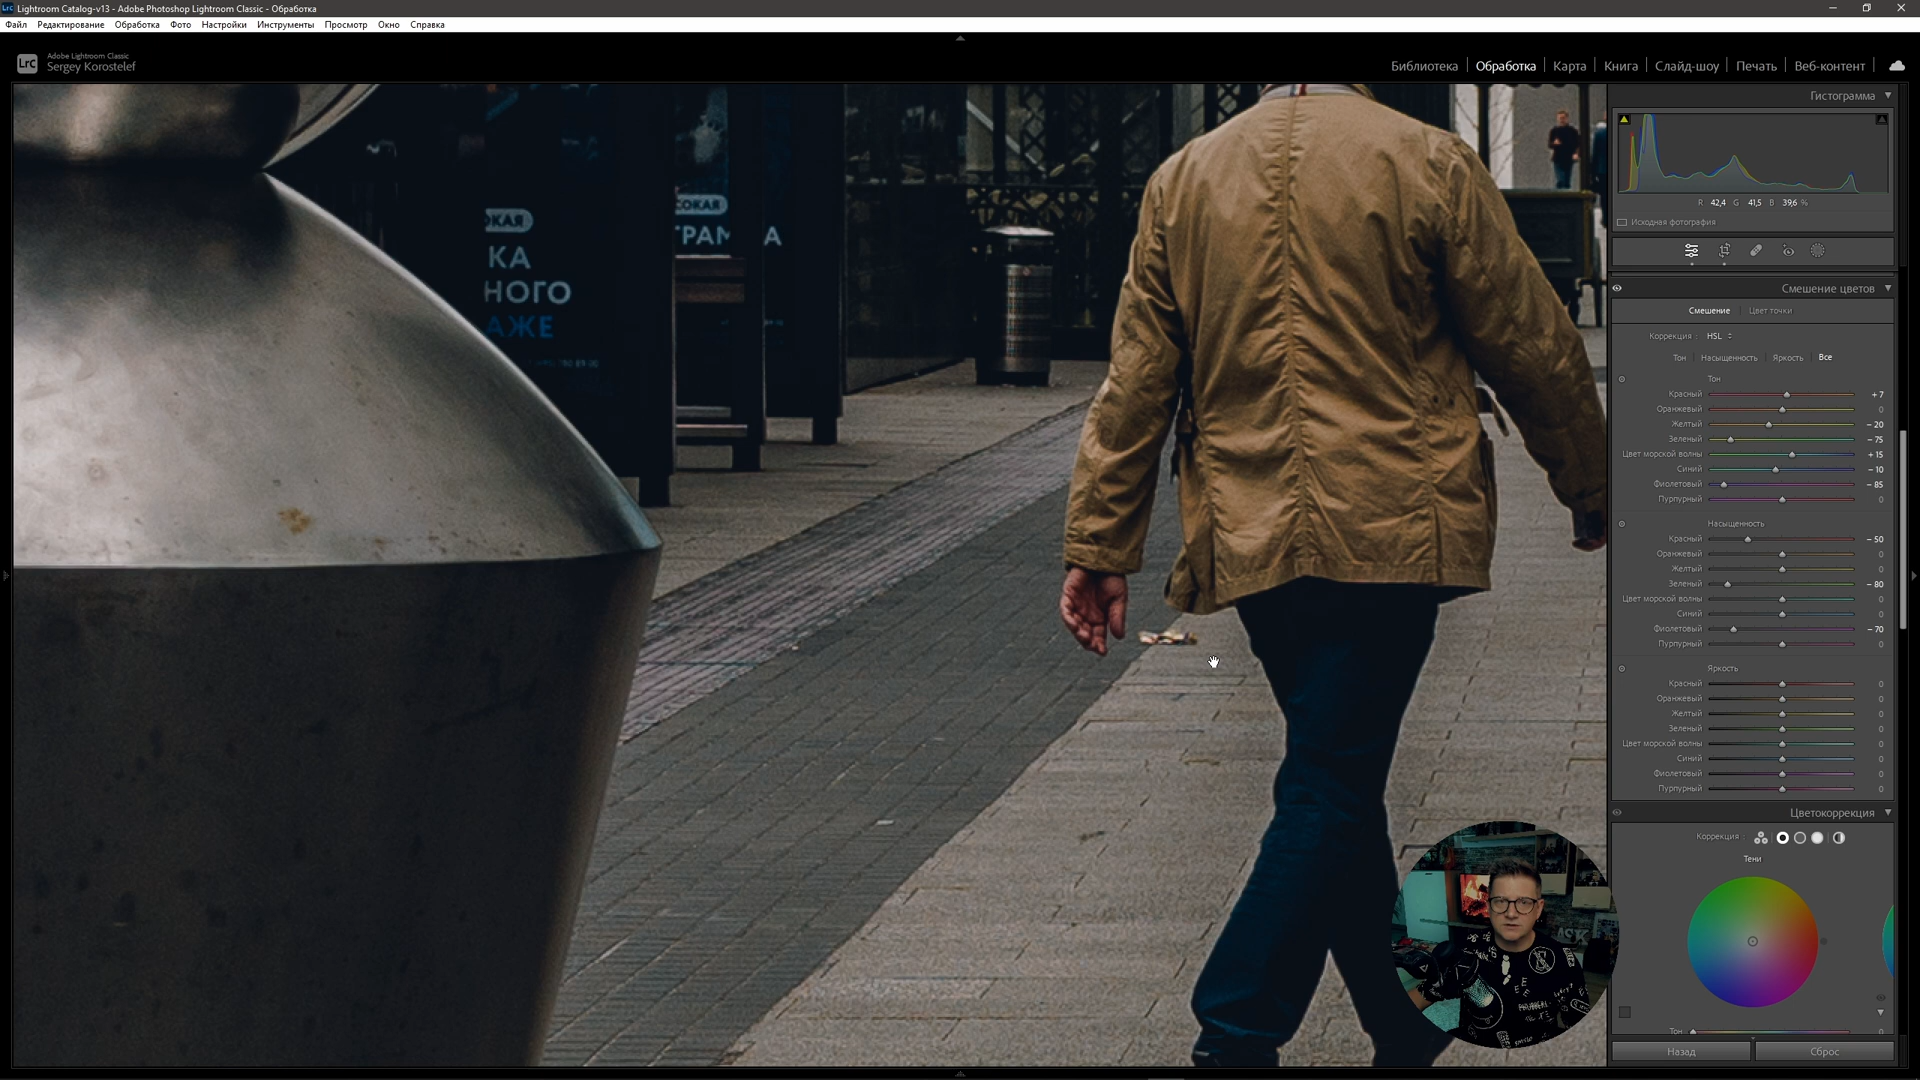 Lightroom Catalog-v13 - Adobe Photoshop Lightroom Classic - Обработка
Файл Редактирование Обработка Фото Настройки Инструменты Просмотр Окно Справка
LrC
Adobe Lightroom Classic
Sergey Korostelef
Библиотека Обработка Карта Книга Слайд-шоу Печать Веб-контент
ОКАЯ
КА
НОГО
АЖЕ
СОКАЯ
ГРАМ А
Гистограмма
R 42,4 G 41,5 B 39,6 %
Исходная фотография
Смешение цветов
Смешение Цвет точки
Коррекция : HSL
Тон Насыщенность Яркость Все
Тон
Красный + 7
Оранжевый 0
Желтый − 20
Зеленый − 75
Цвет морской волны + 15
Синий − 10
Фиолетовый − 85
Пурпурный 0
Насыщенность
Красный − 50
Оранжевый 0
Желтый 0
Зеленый − 80
Цвет морской волны 0
Синий 0
Фиолетовый − 70
Пурпурный 0
Яркость
Красный 0
Оранжевый 0
Желтый 0
Зеленый 0
Цвет морской волны 0
Синий 0
Фиолетовый 0
Пурпурный 0
Цветокоррекция
Коррекция :
Тени
Тон 0
Назад Сброс